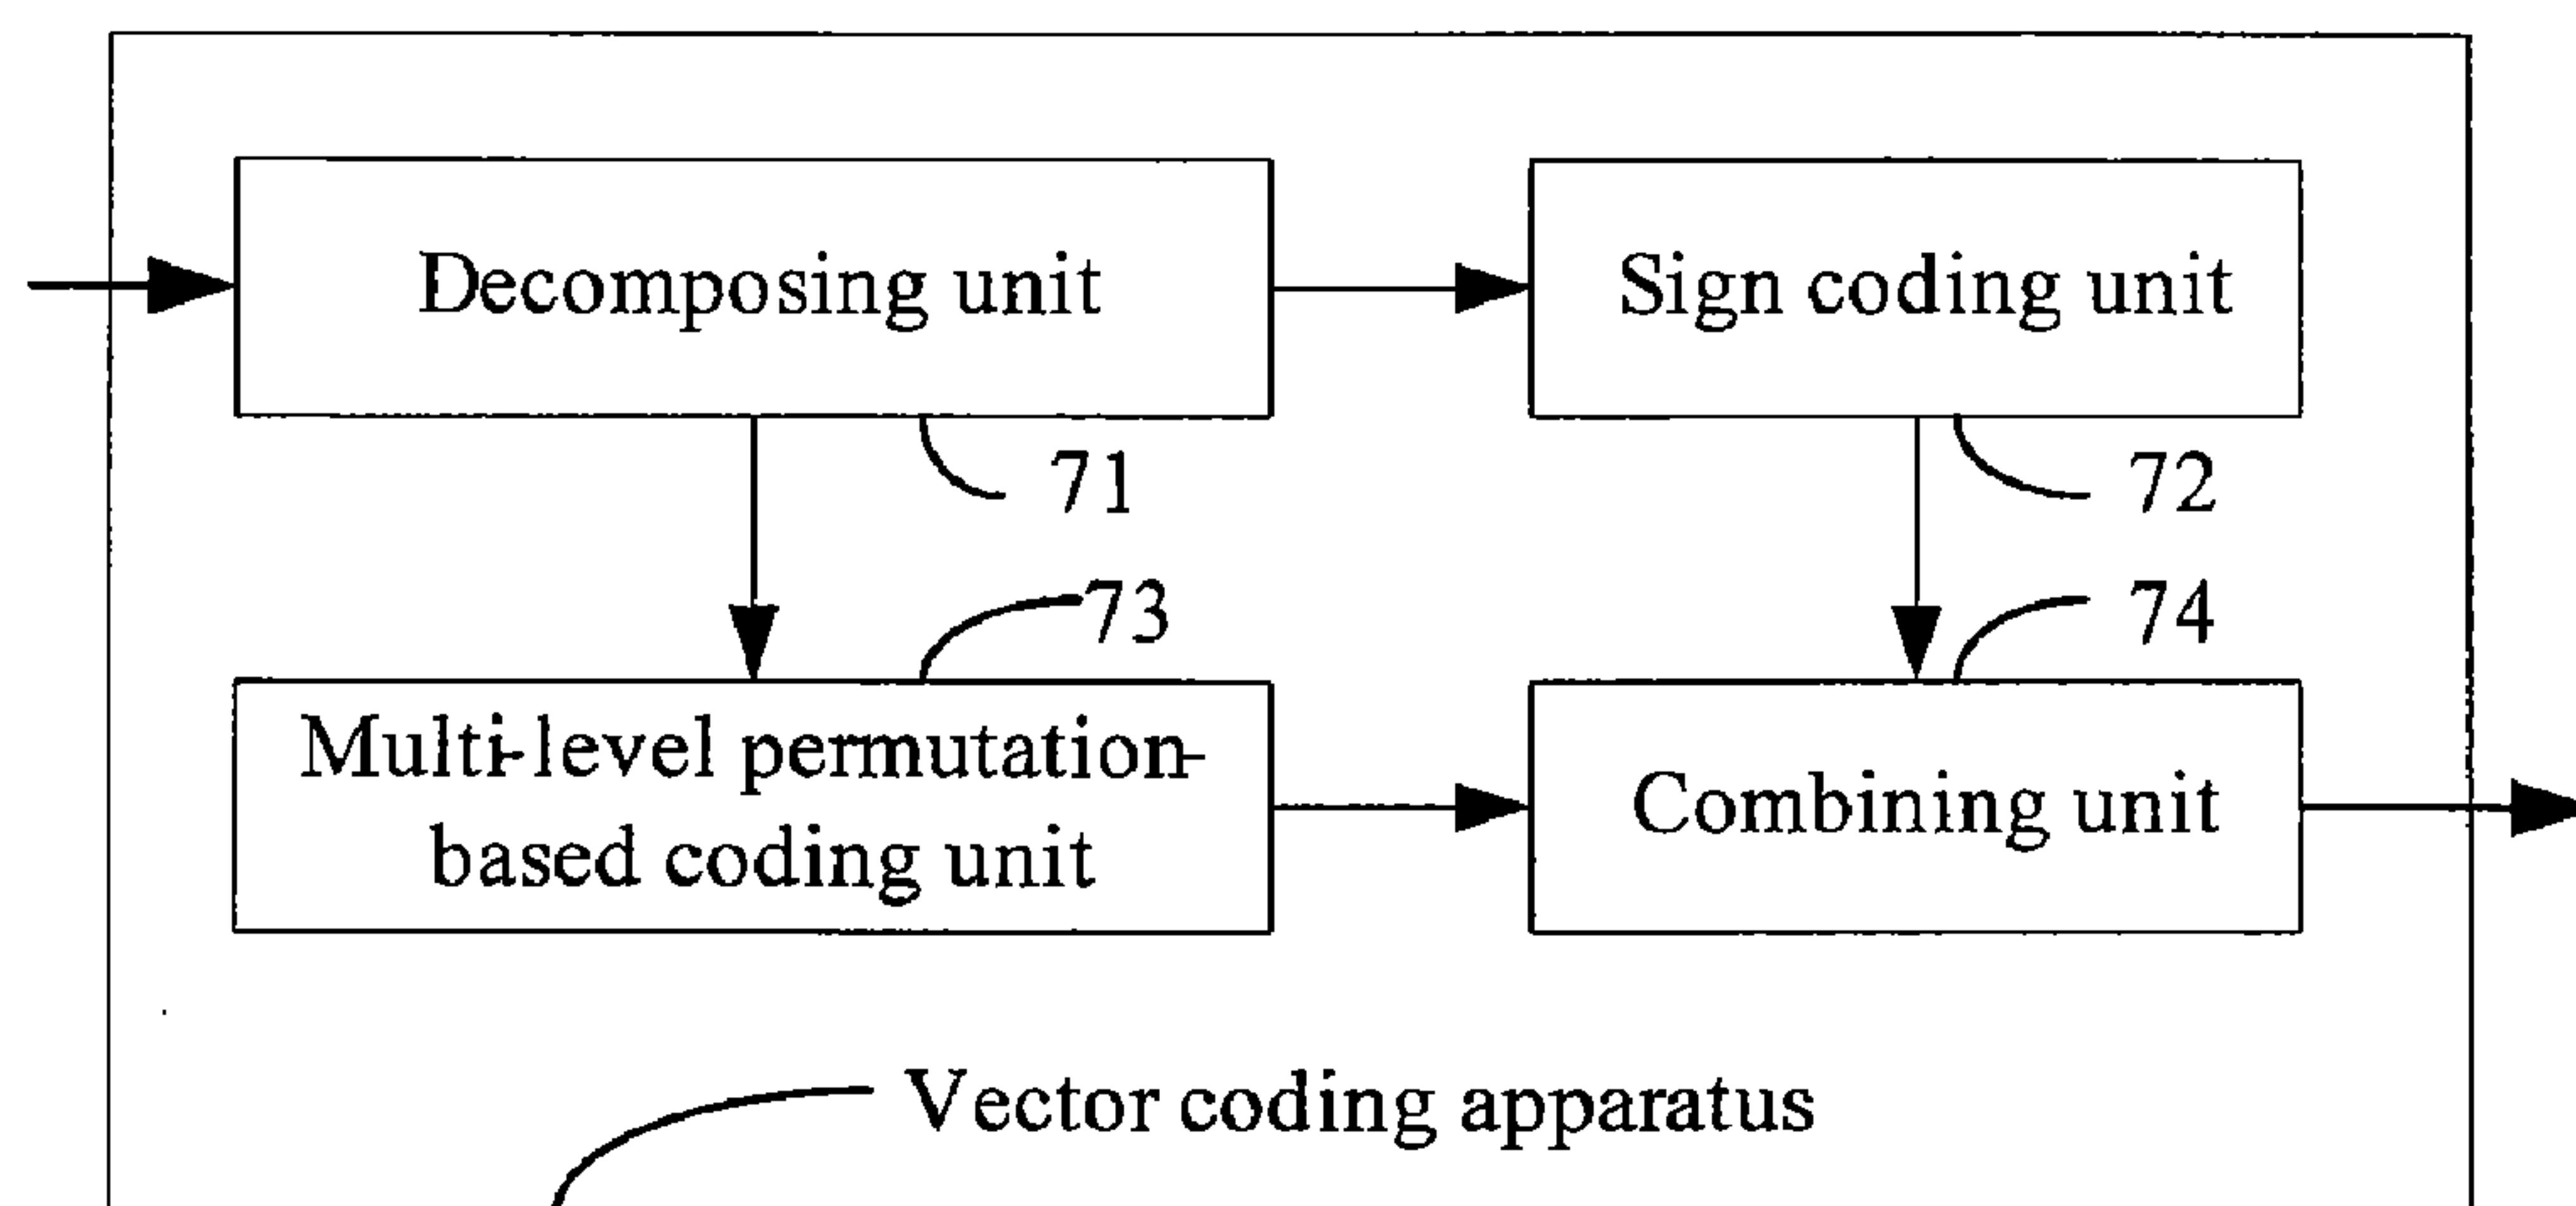 Decomposing unit
Sign coding unit
71
72
73
74
Multi-level permutation-
based coding unit
Combining unit
Vector coding apparatus